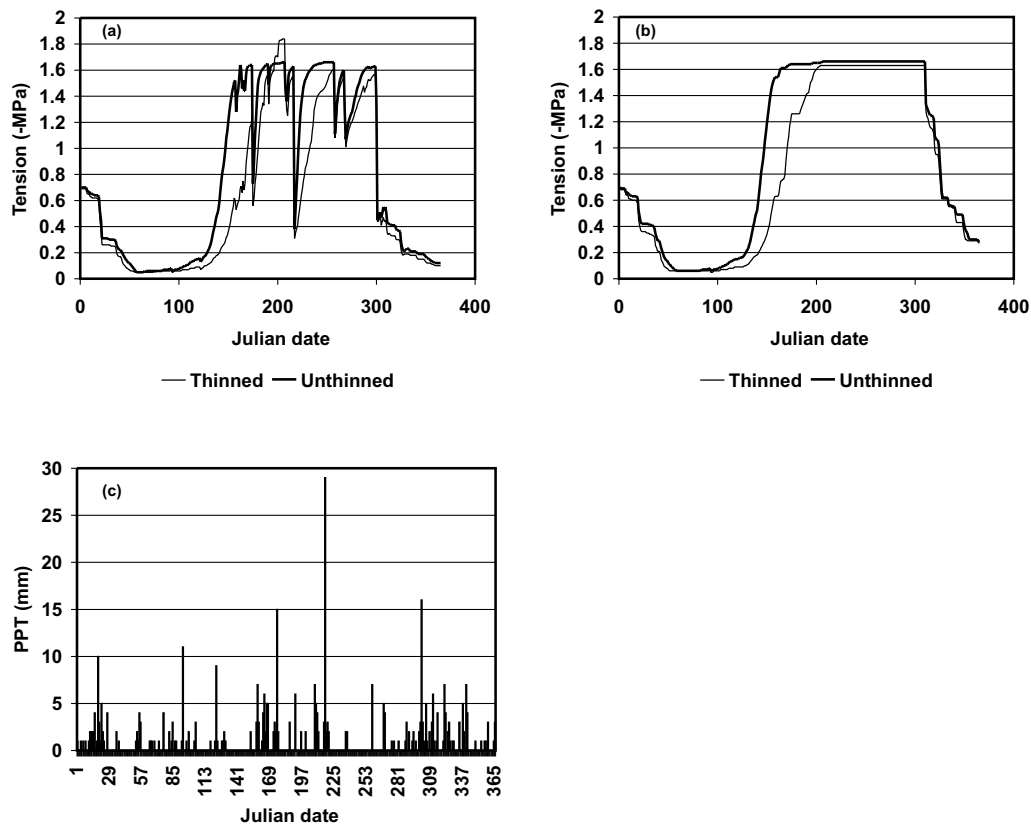 (a)
2
1.8
1.6
1.4
1.2
1
0.8
0.6
0.4
0.2
0
Tension (-MPa)
0 100 200 300 400
Julian date
Thinned Unthinned
(b)
2
1.8
1.6
1.4
1.2
1
0.8
0.6
0.4
0.2
0
Tension (-MPa)
0 100 200 300 400
Julian date
Thinned Unthinned
(c)
30
25
20
15
10
5
0
PPT (mm)
1 29 57 85 113 141 169 197 225 253 281 309 337 365
Julian date